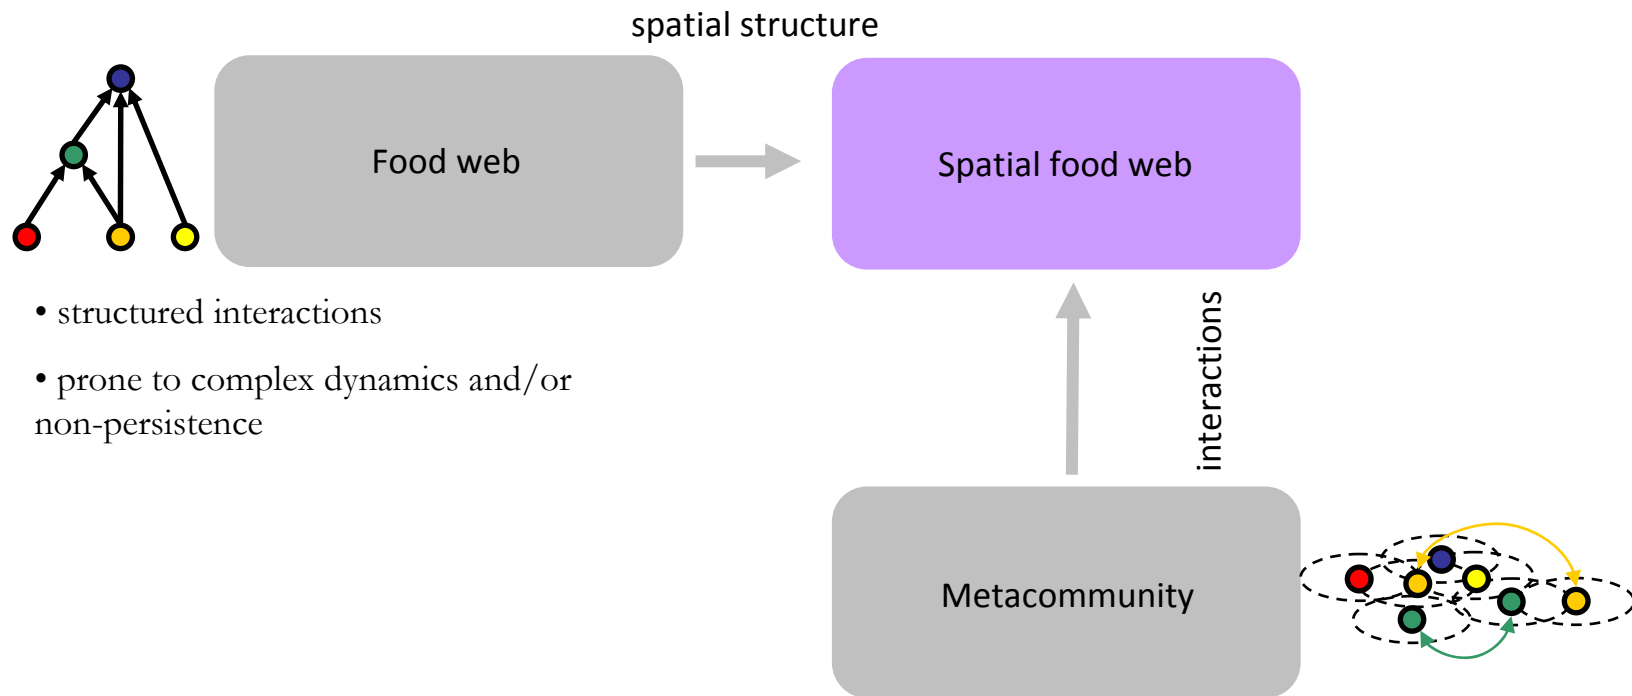 spatial structure
Food web
Spatial food web
• structured interactions
• prone to complex dynamics and/or
non-persistence
interactions
Metacommunity